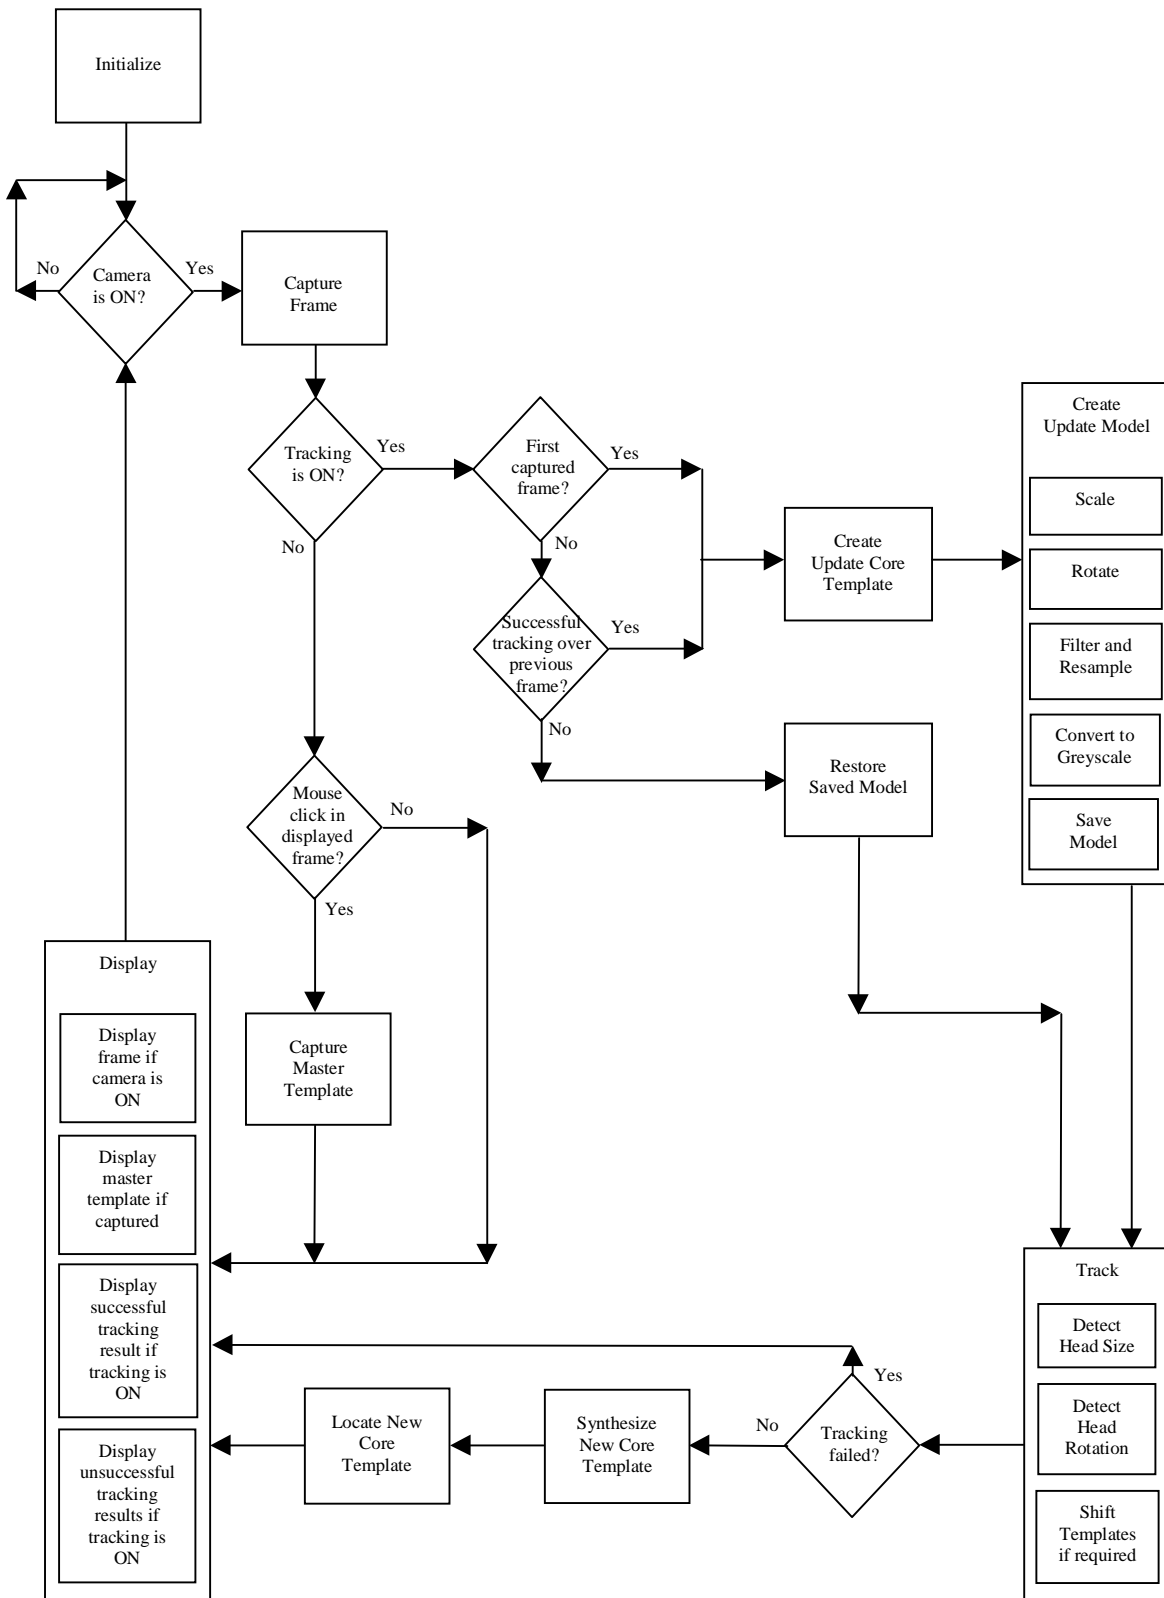 Initialize
No
Camera
is ON?
Yes
Capture
Frame
Tracking
is ON?
Yes
No
First
captured
frame?
Yes
No
Successful
tracking over
previous
frame?
Yes
No
Create
Update Core
Template
Create
Update Model
Scale
Rotate
Filter and
Resample
Convert to
Greyscale
Save
Model
Restore
Saved Model
Mouse
click in
displayed
frame?
No
Yes
Capture
Master
Template
Display
Display
frame if
camera is
ON
Display
master
template if
captured
Display
successful
tracking
result if
tracking is
ON
Display
unsuccessful
tracking
results if
tracking is
ON
Locate New
Core
Template
Synthesize
New Core
Template
No
Tracking
failed?
Yes
Track
Detect
Head Size
Detect
Head
Rotation
Shift
Templates
if required